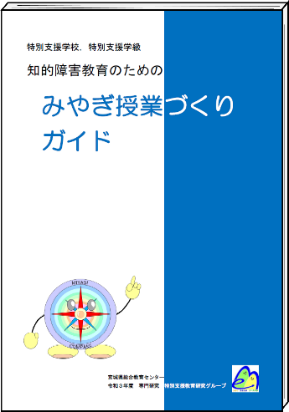 特別支援学校，特別支援学級
知的障害教育のための
みやぎ授業づくり
ガイド
宮城県総合教育センター
令和３年度　専門研究　特別支援教育研究グループ